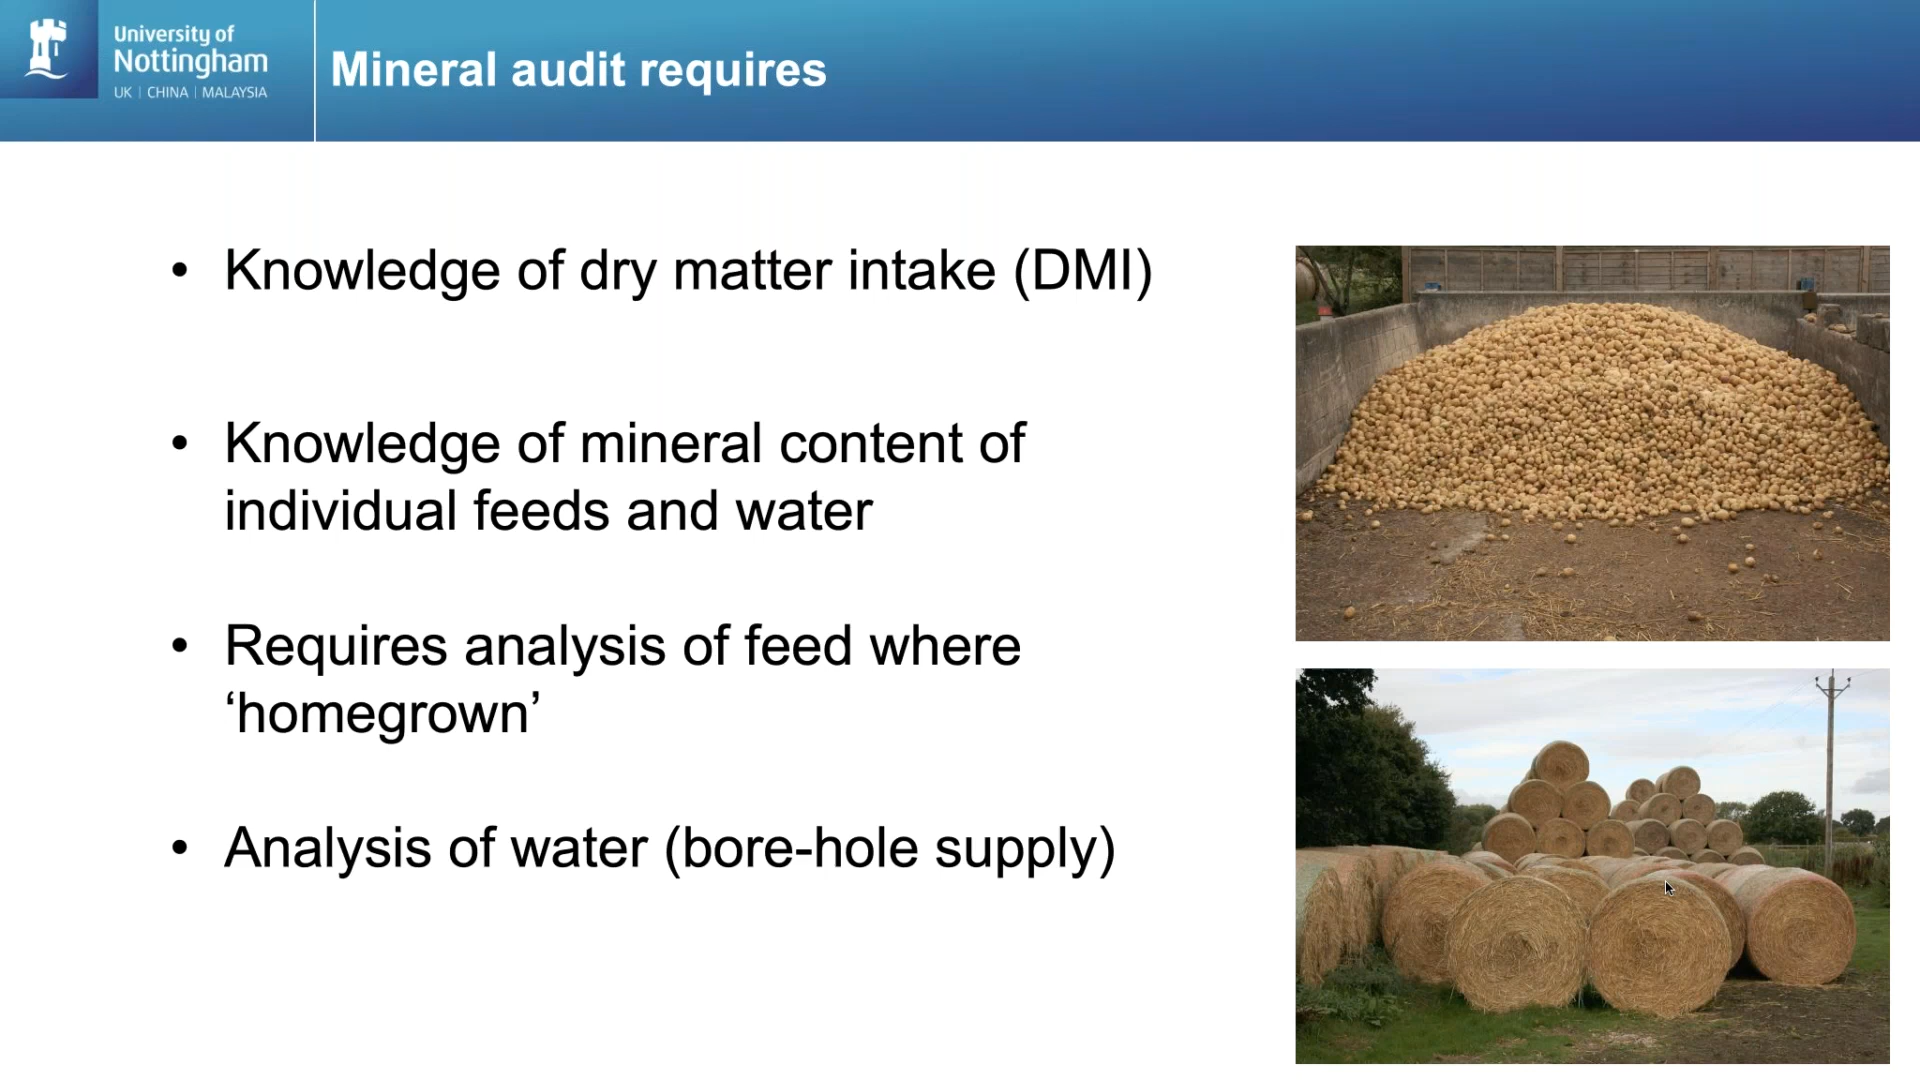 University of
Nottingham
UK | CHINA | MALAYSIA
Mineral audit requires
• Knowledge of dry matter intake (DMI)
• Knowledge of mineral content of
individual feeds and water
• Requires analysis of feed where
‘homegrown’
• Analysis of water (bore-hole supply)